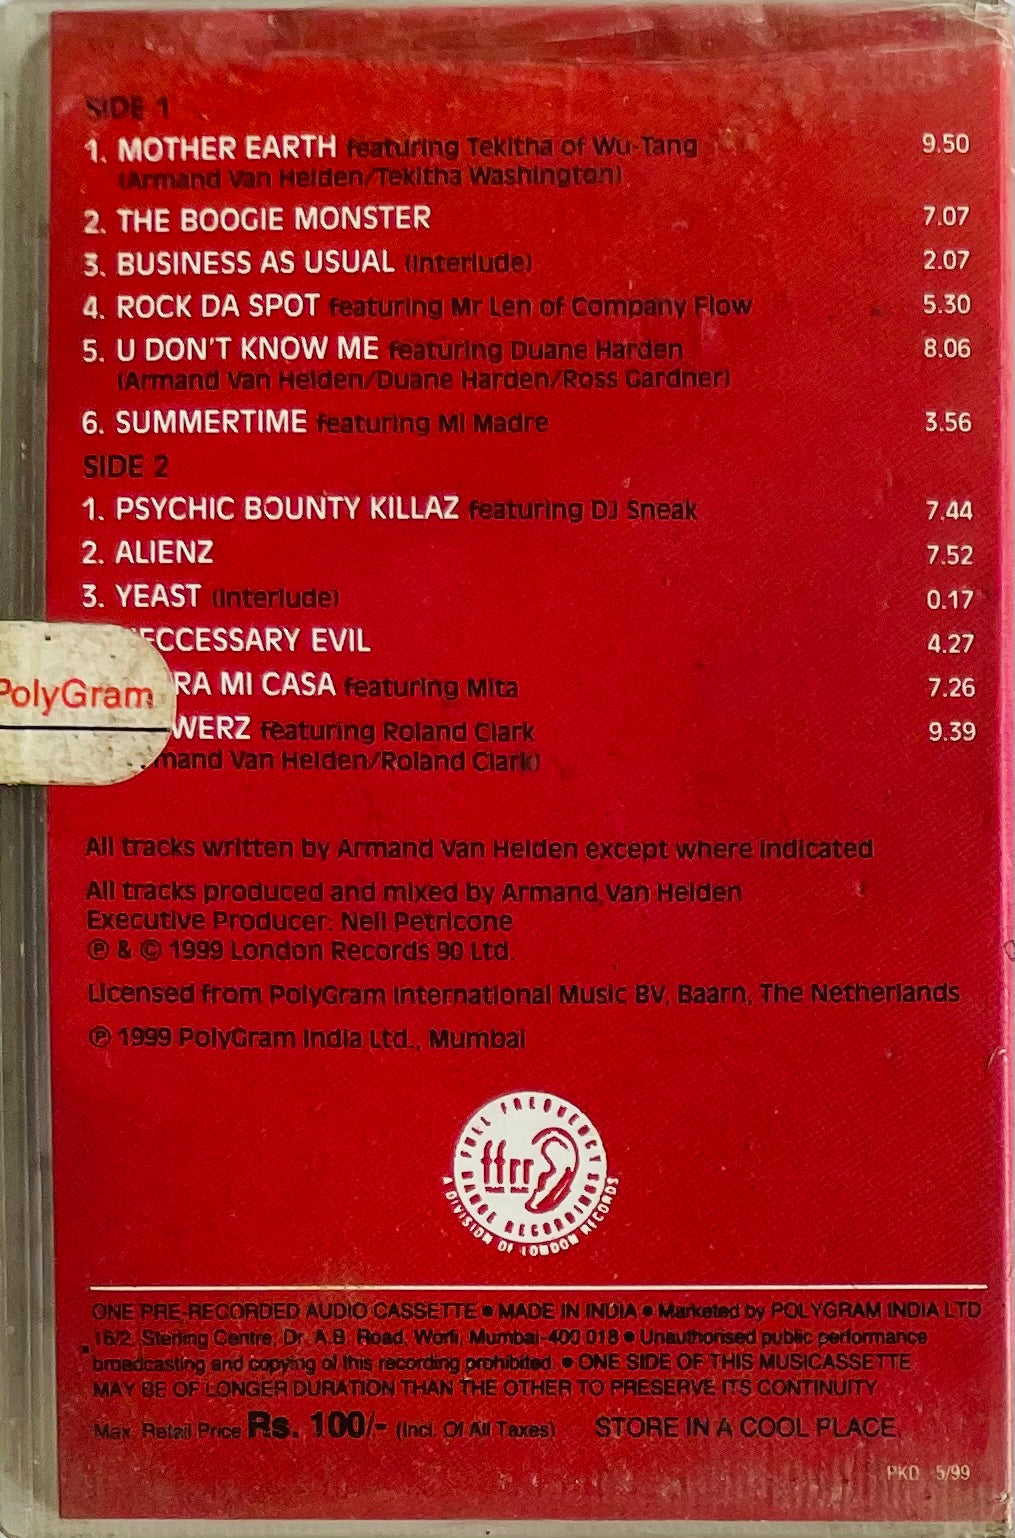 SIDE 1
1. MOTHER EARTH featuring Tekitha of Wu-Tang 9.50
(Armand Van Helden/Tekitha Washington)
2. THE BOOGIE MONSTER 7.07
3. BUSINESS AS USUAL (Interlude) 2.07
4. ROCK DA SPOT featuring Mr Len of Company Flow 5.30
5. U DON'T KNOW ME featuring Duane Harden 8.06
(Armand Van Helden/Duane Harden/Ross Gardner)
6. SUMMERTIME featuring Mi Madre 3.56
SIDE 2
1. PSYCHIC BOUNTY KILLAZ featuring DJ Sneak 7.44
2. ALIENZ 7.52
3. YEAST (Interlude) 0.17
ECCESSARY EVIL 4.27
RA MI CASA featuring Mita 7.26
WERZ featuring Roland Clark 9.39
mand Van Helden/Roland Clark)
PolyGram
All tracks written by Armand Van Helden except where indicated
All tracks produced and mixed by Armand Van Helden
Executive Producer: Neil Petricone
℗ & © 1999 London Records 90 Ltd.
Licensed from PolyGram International Music BV, Baarn, The Netherlands
℗ 1999 PolyGram India Ltd., Mumbai
FULL FREQUENCY
ffrr
RANGE RECORDINGS
A DIVISION OF LONDON RECORDS
ONE PRE-RECORDED AUDIO CASSETTE • MADE IN INDIA • Marketed by POLYGRAM INDIA LTD
16/2, Sterling Centre, Dr. A.B. Road, Worli, Mumbai-400 018 • Unauthorised public performance
broadcasting and copying of this recording prohibited. • ONE SIDE OF THIS MUSICASSETTE
MAY BE OF LONGER DURATION THAN THE OTHER TO PRESERVE ITS CONTINUITY
Max. Retail Price Rs. 100/- (Incl. Of All Taxes) STORE IN A COOL PLACE
PKD. 5/99